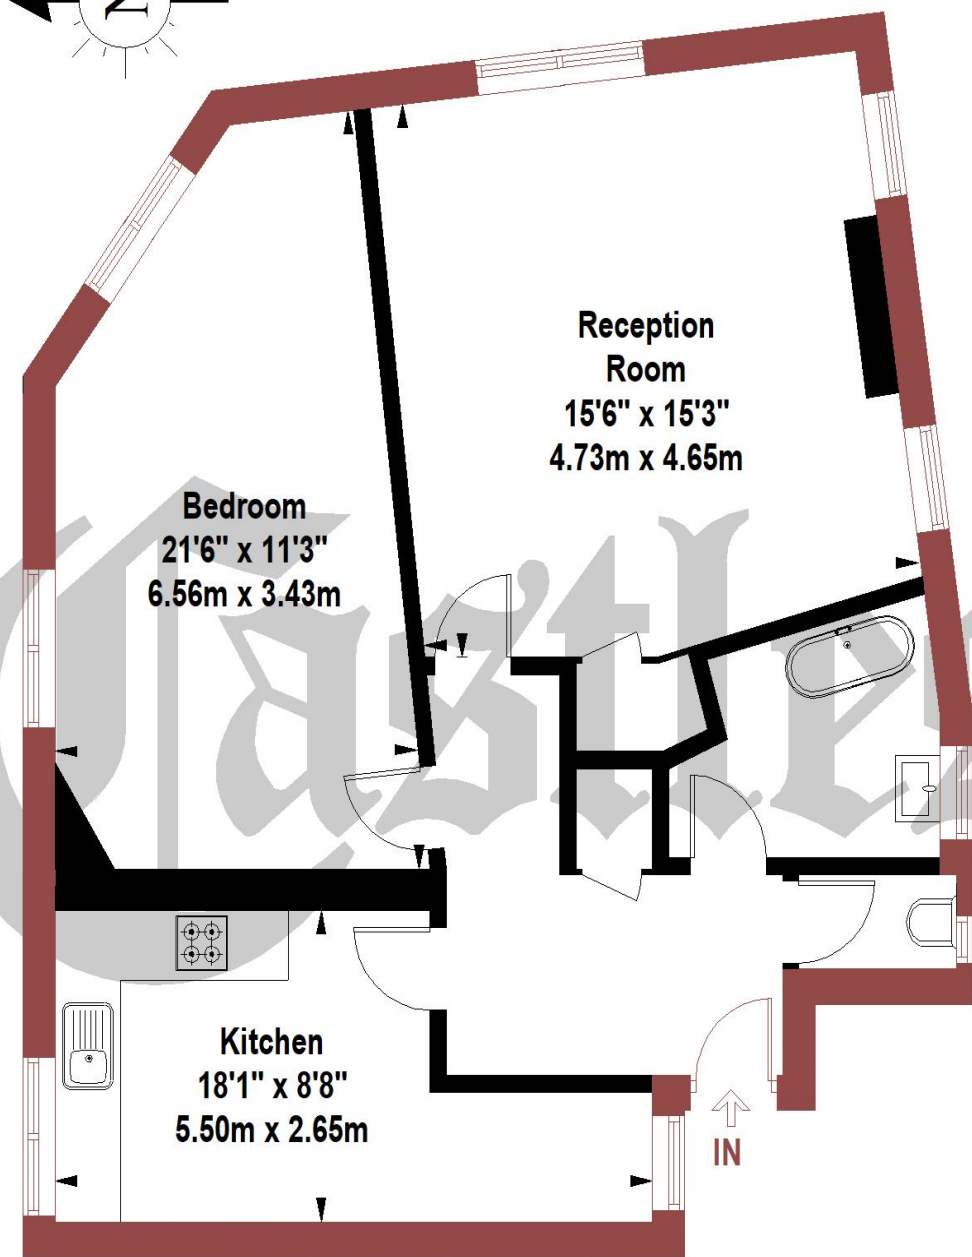 N
Reception
Room
15'6" x 15'3"
4.73m x 4.65m
Bedroom
21'6" x 11'3"
6.56m x 3.43m
Kitchen
18'1" x 8'8"
5.50m x 2.65m
IN